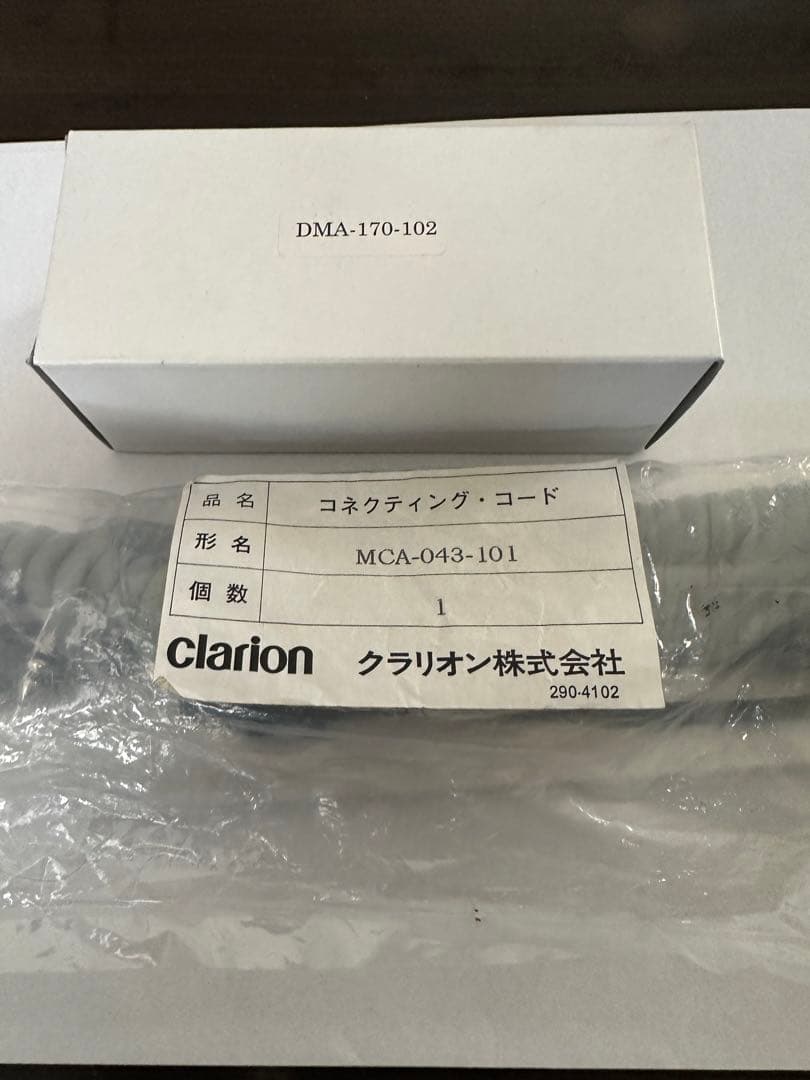 DMA-170-102
品名 コネクティング・コード
形名 MCA-043-101
個数 1
clarion クラリオン株式会社
290-4102